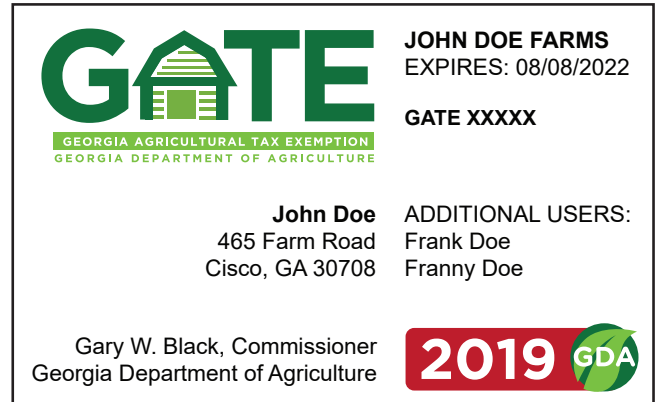 GATE
GEORGIA AGRICULTURAL TAX EXEMPTION
GEORGIA DEPARTMENT OF AGRICULTURE
JOHN DOE FARMS
EXPIRES: 08/08/2022
GATE XXXXX
John Doe
465 Farm Road
Cisco, GA 30708
ADDITIONAL USERS:
Frank Doe
Franny Doe
Gary W. Black, Commissioner
Georgia Department of Agriculture
2019 GDA